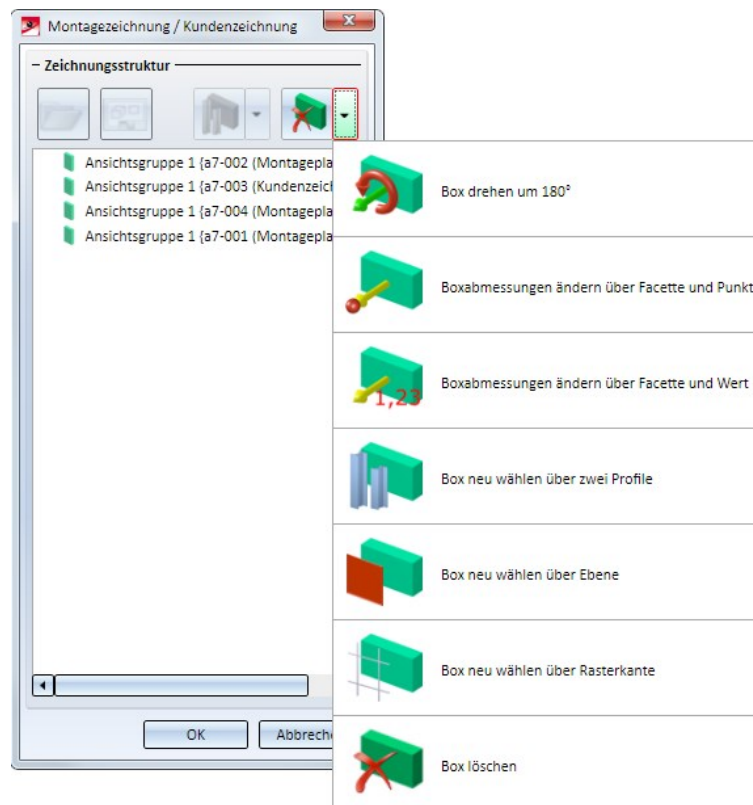 Montagezeichnung / Kundenzeichnung
Zeichnungsstruktur
Ansichtsgruppe 1 {a7-002 (Montagepla
Ansichtsgruppe 1 {a7-003 (Kundenzeich
Ansichtsgruppe 1 {a7-004 (Montagepla
Ansichtsgruppe 1 {a7-001 (Montagepla
Box drehen um 180°
Boxabmessungen ändern über Facette und Punkt
1,23
Boxabmessungen ändern über Facette und Wert
Box neu wählen über zwei Profile
Box neu wählen über Ebene
Box neu wählen über Rasterkante
Box löschen
OK
Abbreche